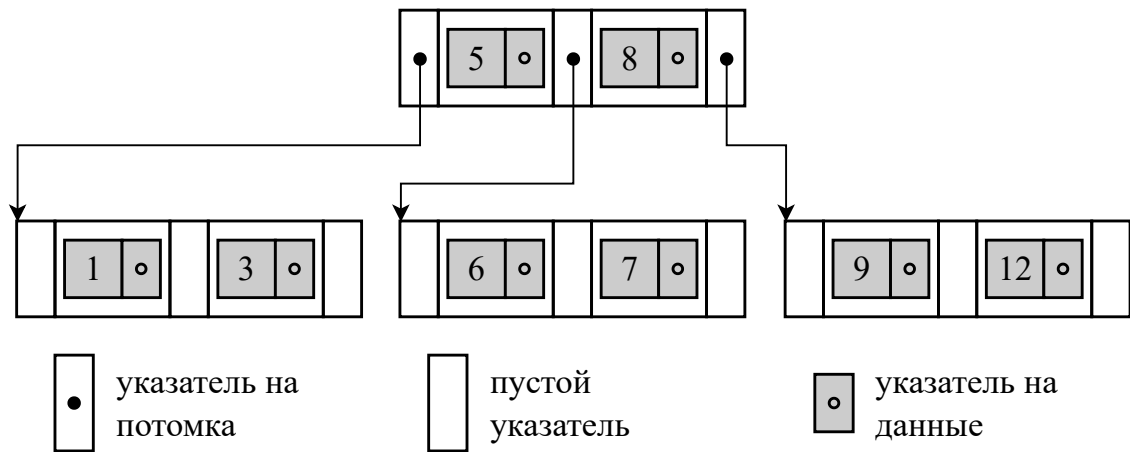 5 8
1 3 6 7 9 12
указатель на
потомка
пустой
указатель
указатель на
данные